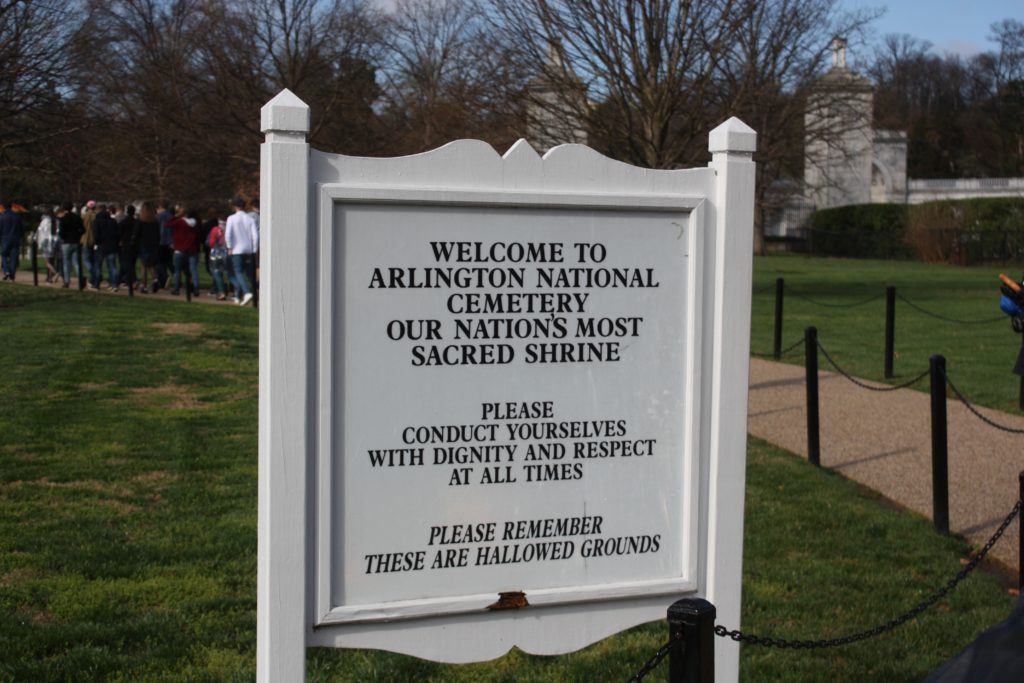 WELCOME TO
ARLINGTON NATIONAL
CEMETERY
OUR NATION'S MOST
SACRED SHRINE
PLEASE
CONDUCT YOURSELVES
WITH DIGNITY AND RESPECT
AT ALL TIMES
PLEASE REMEMBER
THESE ARE HALLOWED GROUNDS